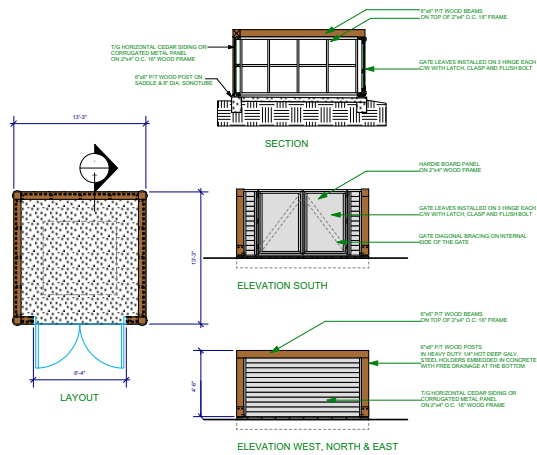 6"x6" P/T WOOD BEAMS
ON TOP OF 2"x4" O.C. 16" FRAME
T/G HORIZONTAL CEDAR SIDING OR
CORRUGATED METAL PANEL
ON 2"x4" O.C. 16" WOOD FRAME
GATE LEAVES INSTALLED ON 3 HINGE EACH
C/W WITH LATCH, CLASP AND FLUSH BOLT
6"x6" P/T WOOD POST ON
SADDLE & 8" DIA. SONOTUBE
SECTION
13'-3"
13'-3"
6'-4"
LAYOUT
HARDIE BOARD PANEL
ON 2"x4" WOOD FRAME
GATE LEAVES INSTALLED ON 3 HINGE EACH
C/W WITH LATCH, CLASP AND FLUSH BOLT
GATE DIAGONAL BRACING ON INTERNAL
SIDE OF THE GATE
ELEVATION SOUTH
6"x6" P/T WOOD BEAMS
ON TOP OF 2"x4" O.C. 16" FRAME
6"x6" P/T WOOD POSTS
IN HEAVY DUTY 1/4" HOT DEEP GALV.
STEEL HOLDERS EMBEDDED IN CONCRETE
WITH FREE DRAINAGE AT THE BOTTOM
4'-6"
T/G HORIZONTAL CEDAR SIDING OR
CORRUGATED METAL PANEL
ON 2"x4" O.C. 16" WOOD FRAME
ELEVATION WEST, NORTH & EAST